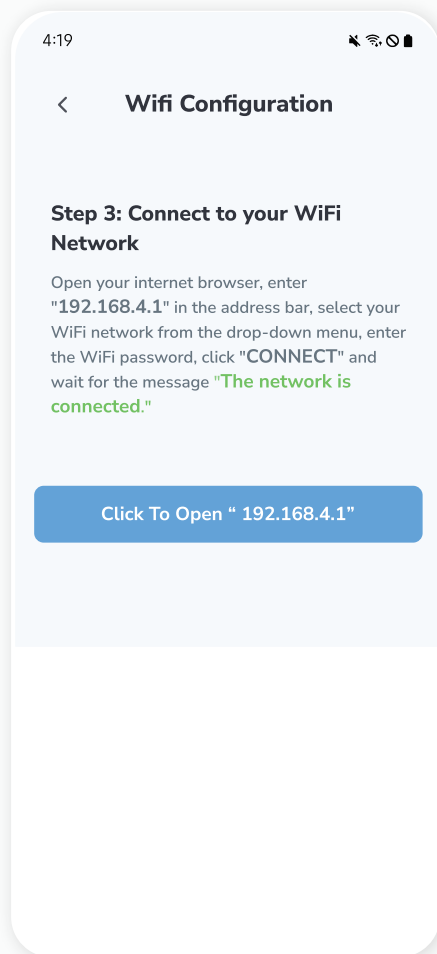 4:19
Wifi Configuration
Step 3: Connect to your WiFi
Network
Open your internet browser, enter
"192.168.4.1" in the address bar, select your
WiFi network from the drop-down menu, enter
the WiFi password, click "CONNECT" and
wait for the message "The network is
connected."
Click To Open “ 192.168.4.1”